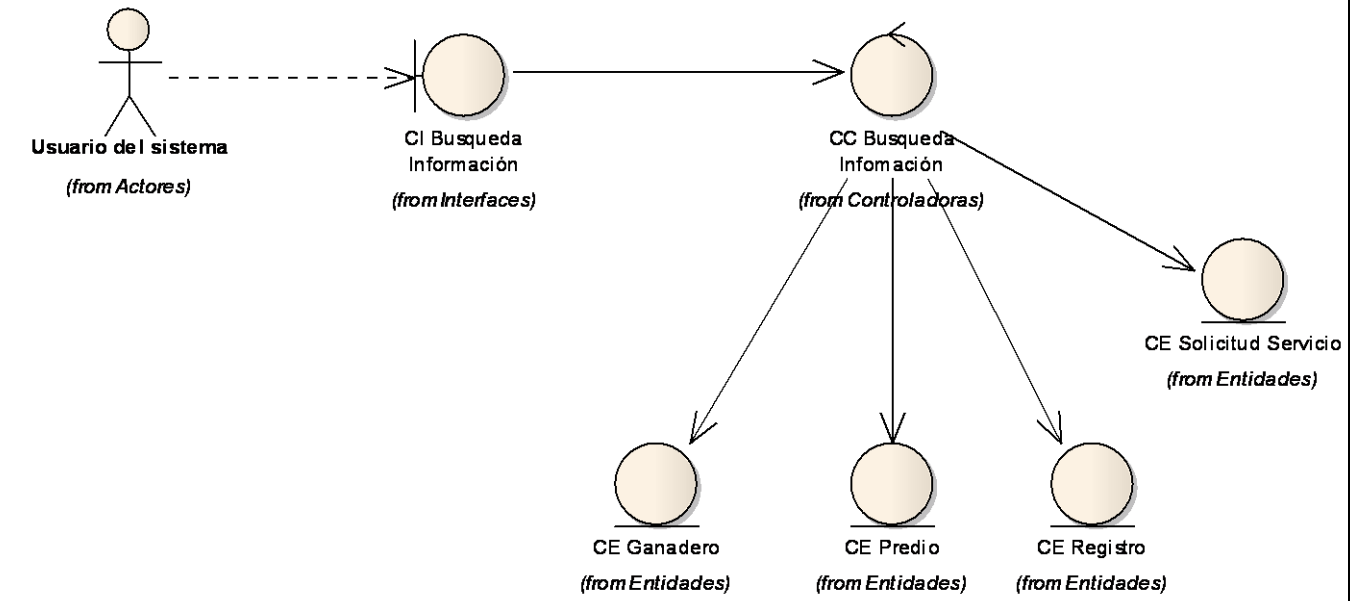 Usuario del sistema
(from Actores)
CI Busqueda
Información
(from Interfaces)
CC Busqueda
Infomación
(from Controladoras)
CE Solicitud Servicio
(from Entidades)
CE Ganadero
(from Entidades)
CE Predio
(from Entidades)
CE Registro
(from Entidades)